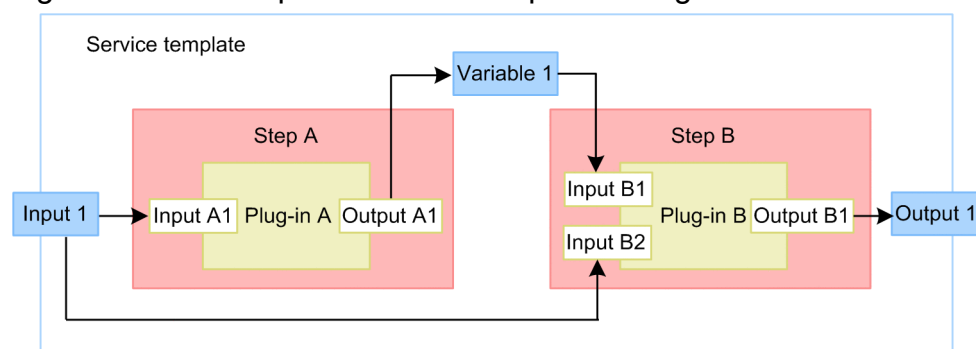 Service template
Variable 1
Step A
Step B
Input 1
Input A1
Plug-in A
Output A1
Input B1
Input B2
Plug-in B
Output B1
Output 1